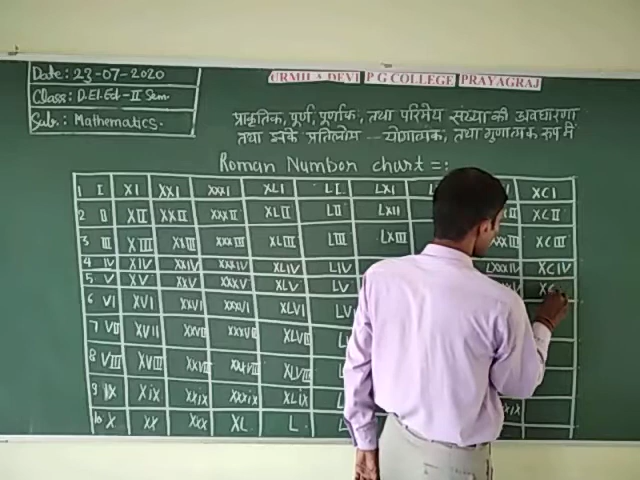 Date: 23-07-2020
Class: D.El.Ed-II Sem.
Sub.: Mathematics.
URMILA DEVI P G COLLEGE PRAYAGRAJ
प्राकृतिक, पूर्ण, पूर्णांक, तथा परिमेय संख्या की अवधारणा
तथा इनके प्रतिलोम - योगात्मक, तथा गुणात्मक रूप में
Roman Numbon chart =:
1 I XI XXI XXXI XLI LI LXI XCI
2 II XII XXII XXXII XLII LII LXII XCII
3 III XIII XXIII XXXIII XLIII LIII LXIII XCIII
4 IV XIV XXIV XXXIV XLIV LIV LXXXIV XCIV
5 V XV XXV XXXV XLV LV
6 VI XVI XXVI XXXVI XLVI
7 VII XVII XXVII XXXVII XLVII
8 VIII XVIII XXVIII XXXVIII XLVIII
9 IX XIX XXIX XXXIX XLIX
10 X XX XXX XL L